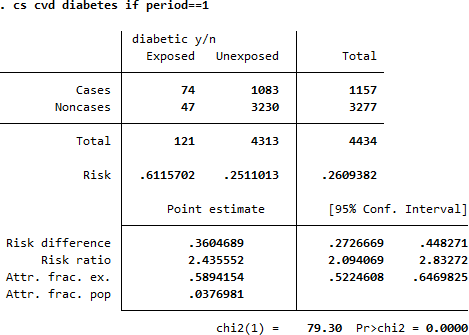 . cs cvd diabetes if period==1
diabetic y/n
Exposed Unexposed Total
Cases 74 1083 1157
Noncases 47 3230 3277
Total 121 4313 4434
Risk .6115702 .2511013 .2609382
Point estimate [95% Conf. Interval]
Risk difference .3604689 .2726669 .448271
Risk ratio 2.435552 2.094069 2.83272
Attr. frac. ex. .5894154 .5224608 .6469825
Attr. frac. pop .0376981
chi2(1) = 79.30 Pr>chi2 = 0.0000